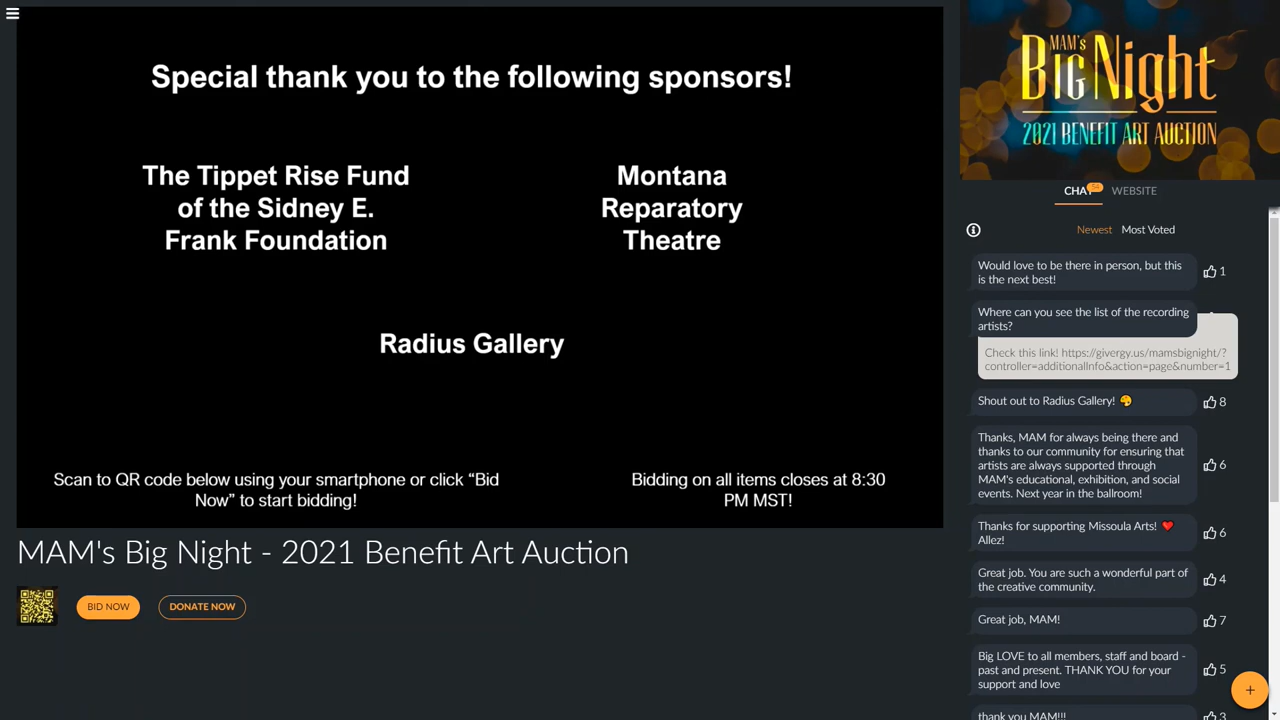 Special thank you to the following sponsors!
The Tippet Rise Fund
of the Sidney E.
Frank Foundation
Montana
Reparatory
Theatre
Radius Gallery
Scan to QR code below using your smartphone or click “Bid
Now” to start bidding!
Bidding on all items closes at 8:30
PM MST!
MAM's Big Night - 2021 Benefit Art Auction
BID NOW
DONATE NOW
MAM's
BIG Night
2021 BENEFIT ART AUCTION
CHAT
54
WEBSITE
Newest
Most Voted
Would love to be there in person, but this
is the next best!
1
Where can you see the list of the recording
artists?
Check this link! https://givergy.us/mamsbignight/?
controller=additionalInfo&action=page&number=1
Shout out to Radius Gallery!
8
Thanks, MAM for always being there and
thanks to our community for ensuring that
artists are always supported through
MAM's educational, exhibition, and social
events. Next year in the ballroom!
6
Thanks for supporting Missoula Arts! ❤️
Allez!
6
Great job. You are such a wonderful part of
the creative community.
4
Great job, MAM!
7
Big LOVE to all members, staff and board -
past and present. THANK YOU for your
support and love
5
thank you MAM!!!
3